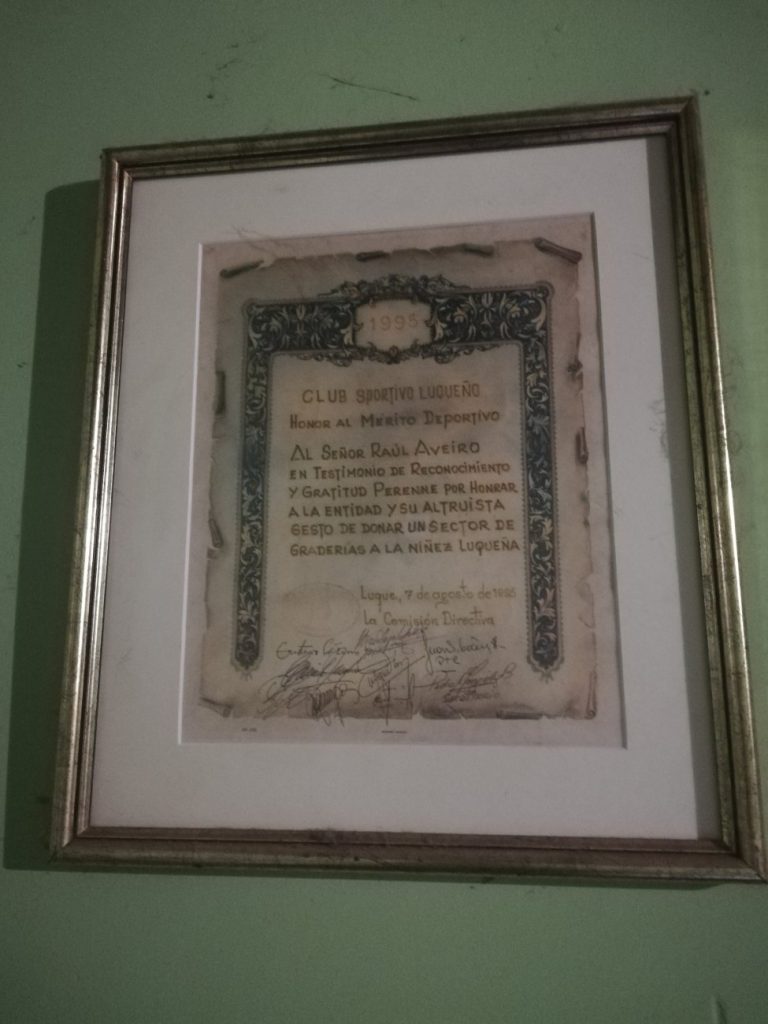 1995
CLUB SPORTIVO LUQUEÑO
HONOR AL MERITO DEPORTIVO
AL SEÑOR RAÚL AVEIRO
EN TESTIMONIO DE RECONOCIMIENTO
Y GRATITUD PERENNE POR HONRAR
A LA ENTIDAD Y SU ALTRUISTA
GESTO DE DONAR UN SECTOR DE
GRADERÍAS A LA NIÑEZ LUQUEÑA
Luque, 7 de agosto de 1995
La Comisión Directiva